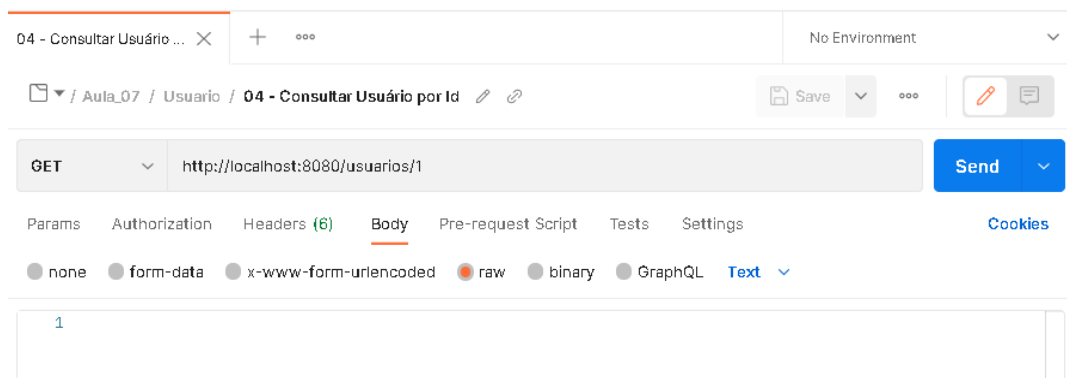 04 - Consultar Usuário ...
No Environment
/ Aula_07 / Usuario / 04 - Consultar Usuário por Id
Save
GET http://localhost:8080/usuarios/1 Send
Params Authorization Headers (6) Body Pre-request Script Tests Settings Cookies
none form-data x-www-form-urlencoded raw binary GraphQL Text
1